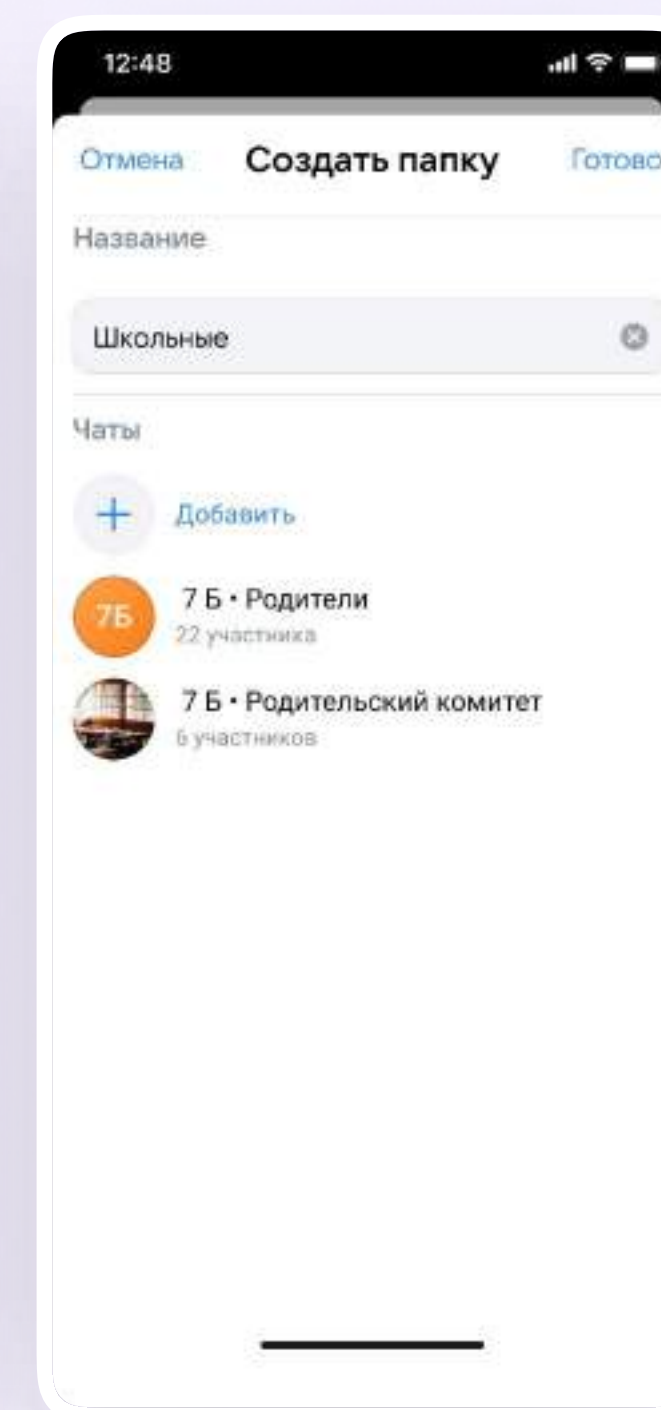 12:48
Отмена Создать папку Готово
Название
Школьные
Чаты
Добавить
7Б
7 Б • Родители
22 участника
7 Б • Родительский комитет
6 участников